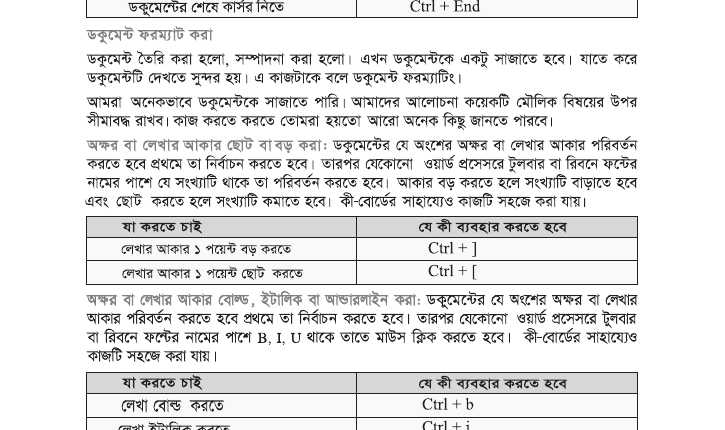 ডকুমেন্টের শেষে কার্সর নিতে Ctrl + End
ডকুমেন্ট ফরম্যাট করা
ডকুমেন্ট তৈরি করা হলো, সম্পাদনা করা হলো। এখন ডকুমেন্টকে একটু সাজাতে হবে। যাতে করে
ডকুমেন্টটি দেখতে সুন্দর হয়। এ কাজটাকে বলে ডকুমেন্ট ফরম্যাটিং।
আমরা অনেকভাবে ডকুমেন্টকে সাজাতে পারি। আমাদের আলোচনা কয়েকটি মৌলিক বিষয়ের উপর
সীমাবদ্ধ রাখব। কাজ করতে করতে তোমরা হয়তো আরো অনেক কিছু জানতে পারবে।
অক্ষর বা লেখার আকার ছোট বা বড় করা: ডকুমেন্টের যে অংশের অক্ষর বা লেখার আকার পরিবর্তন
করতে হবে প্রথমে তা নির্বাচন করতে হবে। তারপর যেকোনো ওয়ার্ড প্রসেসরে টুলবার বা রিবনে ফন্টের
নামের পাশে যে সংখ্যাটি থাকে তা পরিবর্তন করতে হবে। আকার বড় করতে হলে সংখ্যাটি বাড়াতে হবে
এবং ছোট করতে হলে সংখ্যাটি কমাতে হবে। কী-বোর্ডের সাহায্যেও কাজটি সহজে করা যায়।
যা করতে চাই যে কী ব্যবহার করতে হবে
লেখার আকার ১ পয়েন্ট বড় করতে Ctrl + ]
লেখার আকার ১ পয়েন্ট ছোট করতে Ctrl + [
অক্ষর বা লেখার আকার বোল্ড, ইটালিক বা আন্ডারলাইন করা: ডকুমেন্টের যে অংশের অক্ষর বা লেখার
আকার পরিবর্তন করতে হবে প্রথমে তা নির্বাচন করতে হবে। তারপর যেকোনো ওয়ার্ড প্রসেসরে টুলবার
বা রিবনে ফন্টের নামের পাশে B, I, U থাকে তাতে মাউস ক্লিক করতে হবে। কী-বোর্ডের সাহায্যেও
কাজটি সহজে করা যায়।
যা করতে চাই যে কী ব্যবহার করতে হবে
লেখা বোল্ড করতে Ctrl + b
লেখা ইটালিক করতে Ctrl + i